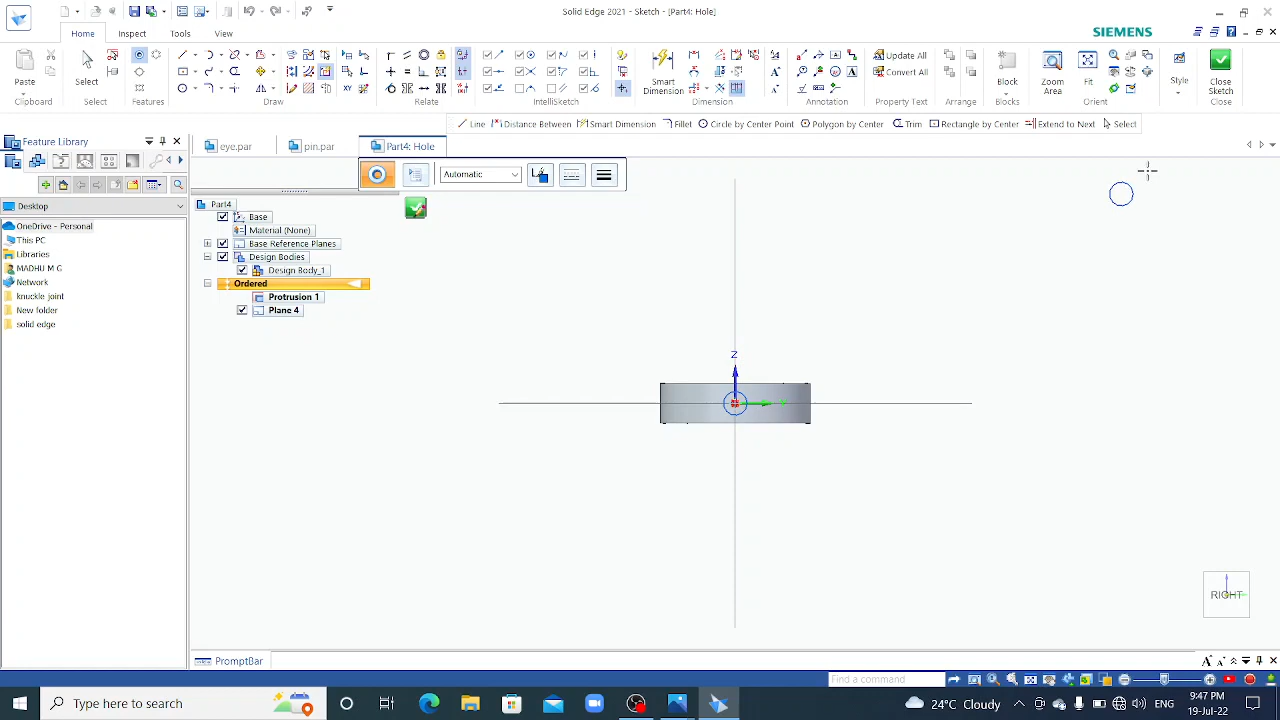 Solid Edge 2021 - Sketch - [Part4: Hole]
Home
Inspect
Tools
View
SIEMENS
Paste
Select
Smart
Dimension
Update All
Convert All
Block
Zoom
Area
Fit
Style
Close
Sketch
Clipboard
Select
Features
Draw
Relate
IntelliSketch
Dimension
Annotation
Property Text
Arrange
Blocks
Orient
Style
Close
Line
Distance Between
Smart Dimension
Fillet
Circle by Center Point
Polygon by Center
Trim
Rectangle by Center
Extend to Next
Select
Feature Library
eye.par
pin.par
Part4: Hole
Automatic
Desktop
OneDrive - Personal
This PC
Libraries
MADHU M G
Network
knuckle joint
New folder
solid edge
Part4
Base
Material (None)
Base Reference Planes
Design Bodies
Design Body_1
Ordered
Protrusion 1
Plane 4
Z
RIGHT
PromptBar
Find a command
Type here to search
24°C Cloudy
ENG
9:47 PM
19-Jul-22